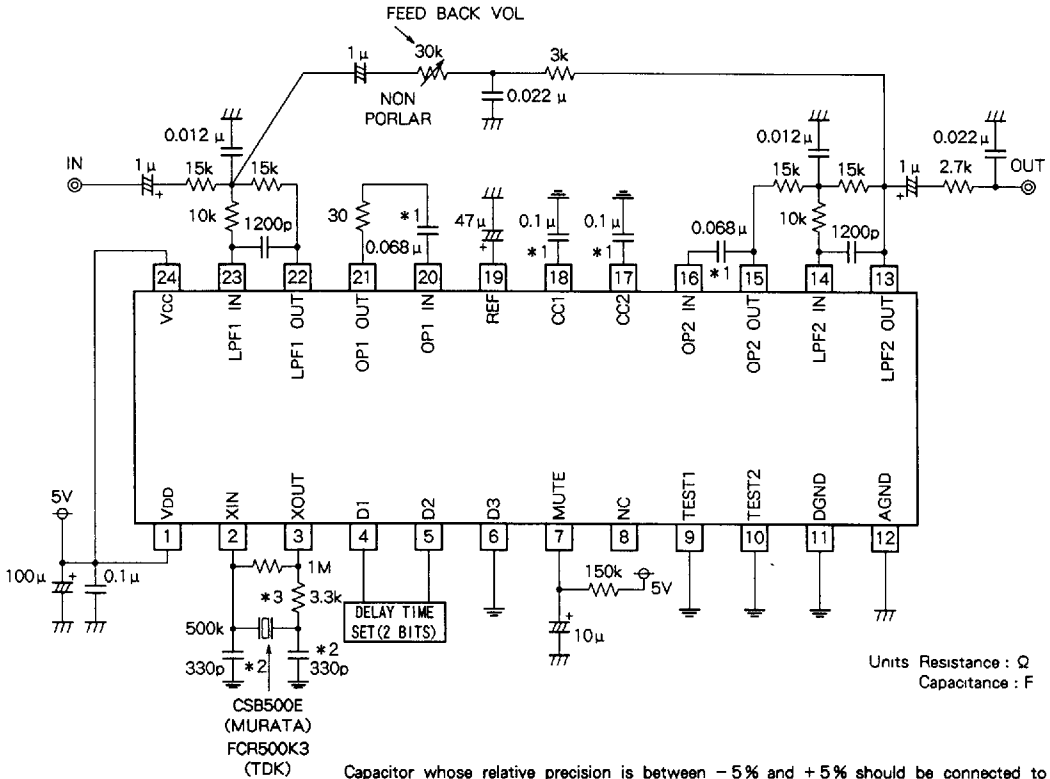 FEED BACK VOL
1μ
30k
3k
NON
PORLAR
0.022μ
0.012μ
0.012μ
0.022μ
IN
1μ
+
15k
15k
15k
15k
1μ
+
2.7k
OUT
10k
1200p
30
*1
0.068μ
47μ
+
0.1μ
*1
0.1μ
*1
0.068μ
*1
10k
1200p
24
23
22
21
20
19
18
17
16
15
14
13
VCC
LPF1 IN
LPF1 OUT
OP1 OUT
OP1 IN
REF
CC1
CC2
OP2 IN
OP2 OUT
LPF2 IN
LPF2 OUT
5V
VDD
XIN
XOUT
D1
D2
D3
MUTE
NC
TEST1
TEST2
DGND
AGND
1
2
3
4
5
6
7
8
9
10
11
12
100μ
+
0.1μ
1M
*3
3.3k
DELAY TIME
SET(2 BITS)
150k
5V
500k
330p
*2
*2
330p
+
10μ
CSB500E
(MURATA)
FCR500K3
(TDK)
Units Resistance : Ω
Capacitance : F
Capacitor whose relative precision is between −5% and +5% should be connected to